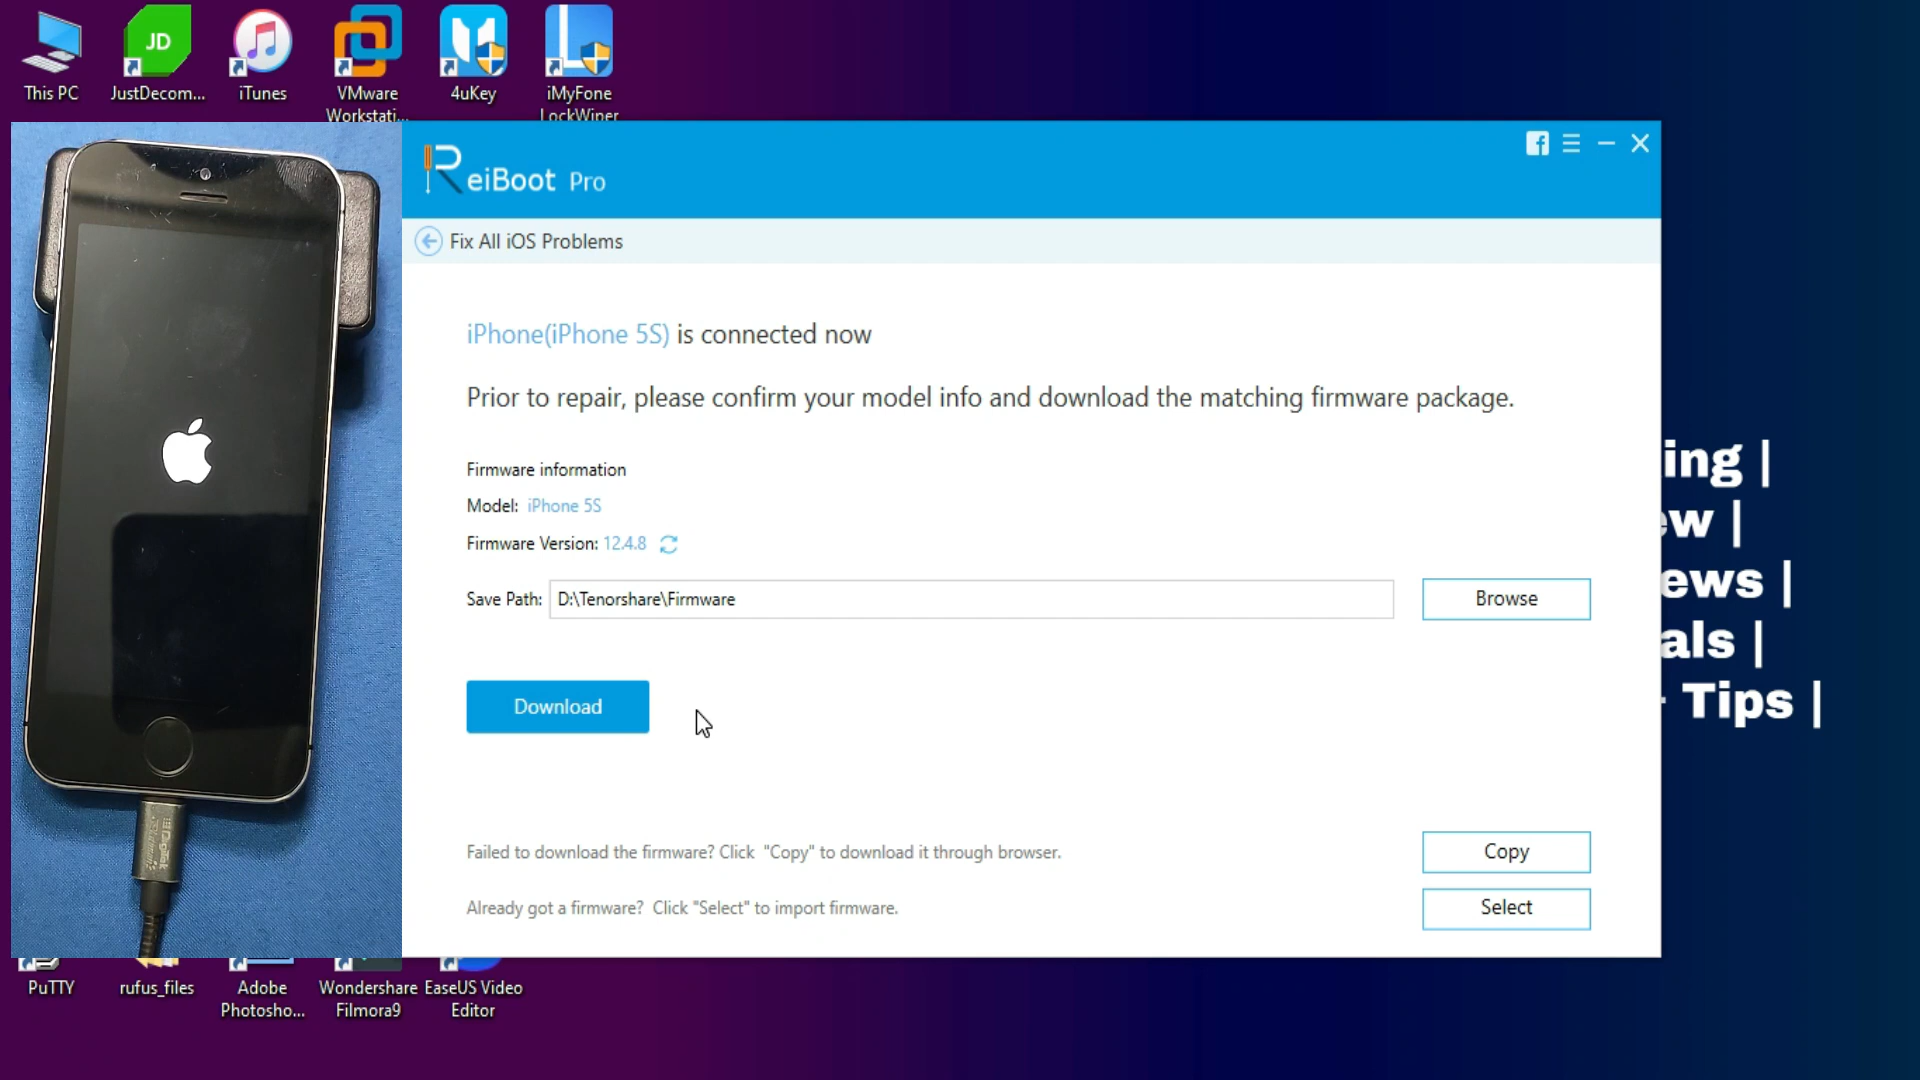 JD
This PC
JustDecom...
iTunes
VMware
Workstati...
4uKey
iMyFone
LockWiper
ReiBoot Pro
Fix All iOS Problems
iPhone(iPhone 5S) is connected now
Prior to repair, please confirm your model info and download the matching firmware package.
Firmware information
Model: iPhone 5S
Firmware Version: 12.4.8
Save Path: D:\Tenorshare\Firmware
Browse
Download
Failed to download the firmware? Click "Copy" to download it through browser.
Copy
Already got a firmware? Click "Select" to import firmware.
Select
ing |
ew |
ews |
als |
Tips |
PuTTY
rufus_files
Adobe
Photosho...
Wondershare
Filmora9
EaseUS Video
Editor